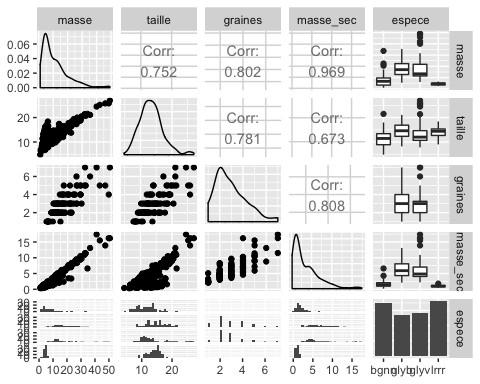 masse taille graines masse_sec espece
0.06
0.04
0.02
0.00
Corr:
0.752
Corr:
0.802
Corr:
0.969
masse
20
10
Corr:
0.781
Corr:
0.673
taille
6
4
2
Corr:
0.808
graines
15
10
5
0
masse_sec
espece
0 10 20 30 40 50
10 20
2 4 6
0 5 10 15